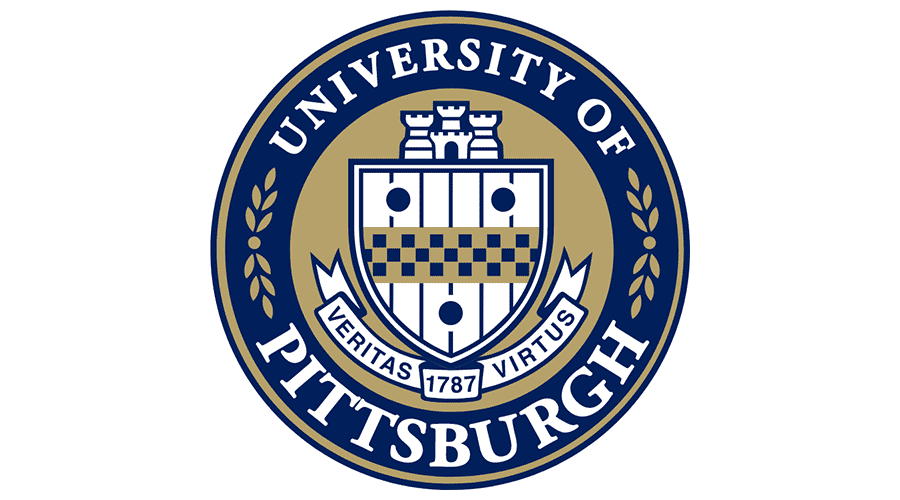 UNIVERSITY OF
PITTSBURGH
VERITAS
1787
VIRTUS